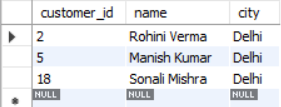 customer_id name city
2 Rohini Verma Delhi
5 Manish Kumar Delhi
18 Sonali Mishra Delhi
NULL NULL NULL